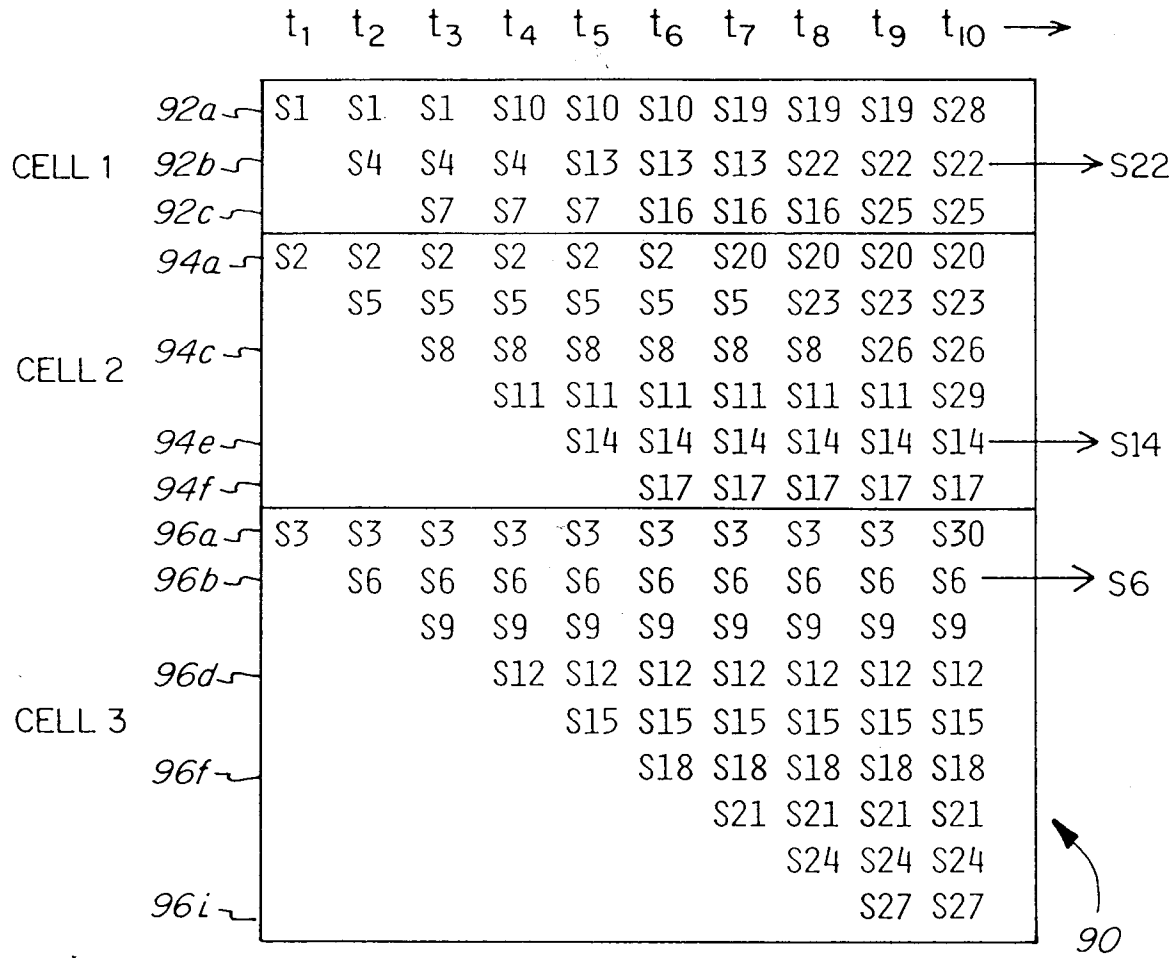 t1 t2 t3 t4 t5 t6 t7 t8 t9 t10
92a S1 S1 S1 S10 S10 S10 S19 S19 S19 S28
CELL 1 92b S4 S4 S4 S13 S13 S13 S22 S22 S22 S22
92c S7 S7 S7 S16 S16 S16 S25 S25
94a S2 S2 S2 S2 S2 S2 S20 S20 S20 S20
S5 S5 S5 S5 S5 S5 S23 S23 S23
94c S8 S8 S8 S8 S8 S8 S26 S26
CELL 2
S11 S11 S11 S11 S11 S11 S29
94e S14 S14 S14 S14 S14 S14 S14
94f S17 S17 S17 S17 S17
96a S3 S3 S3 S3 S3 S3 S3 S3 S3 S30
96b S6 S6 S6 S6 S6 S6 S6 S6 S6 S6
S9 S9 S9 S9 S9 S9 S9 S9
96d S12 S12 S12 S12 S12 S12 S12
CELL 3 S15 S15 S15 S15 S15 S15
96f S18 S18 S18 S18 S18
S21 S21 S21 S21
S24 S24 S24
96i S27 S27
90